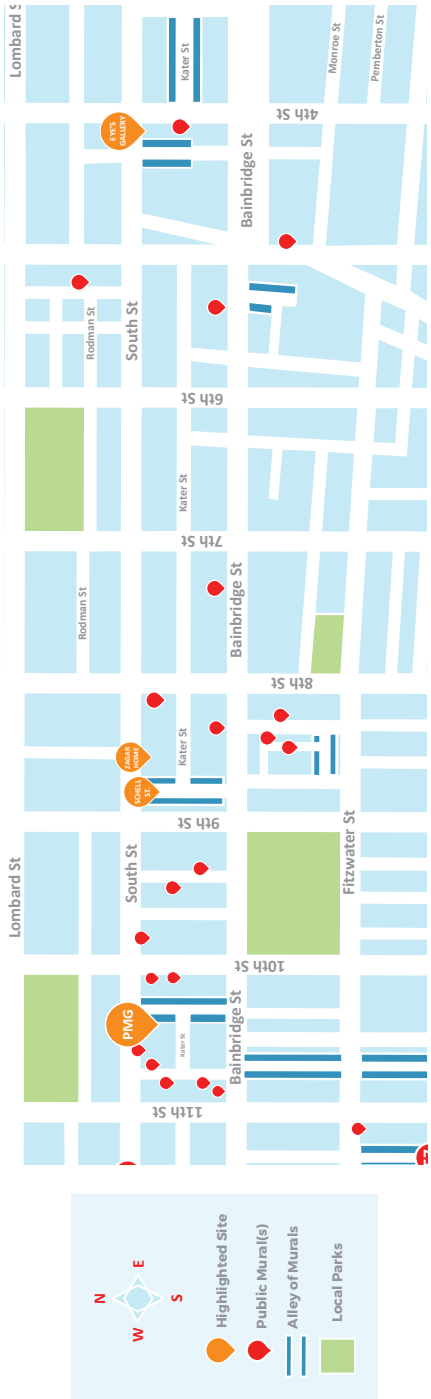 N
W
E
S
Highlighted Site
Public Mural(s)
Alley of Murals
Local Parks
Lombard St
Lombard S
Rodman St
Rodman St
South St
South St
PMG
SCHELL
ST.
ZAGAR
HOME
EYE'S
GALLERY
11th St
10th St
9th St
8th St
7th St
6th St
4th St
Kater St
Kater St
Kater St
Kater St
Bainbridge St
Bainbridge St
Bainbridge St
Monroe St
Pemberton St
Fitzwater St